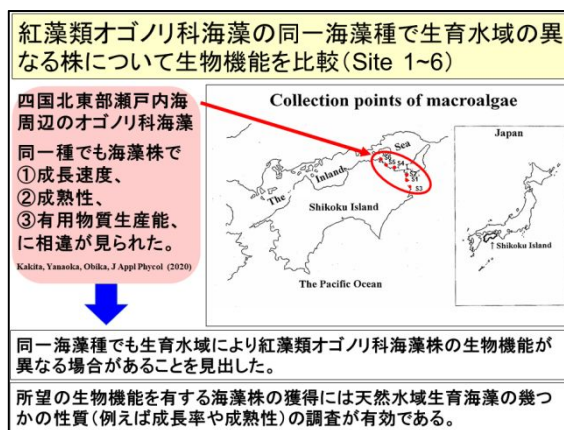 紅藻類オゴノリ科海藻の同一海藻種で生育水域の異
なる株について生物機能を比較(Site 1~6)
四国北東部瀬戸内海
周辺のオゴノリ科海藻
同一種でも海藻株で
①成長速度、
②成熟性、
③有用物質生産能、
に相違が見られた。
Kakita, Yanaoka, Obika, J Appl Phycol (2020)
Collection points of macroalgae
The Inland Sea
S4
S3
Shikoku Island
The Pacific Ocean
Japan
↑Shikoku Island
同一海藻種でも生育水域により紅藻類オゴノリ科海藻株の生物機能が
異なる場合があることを見出した。
所望の生物機能を有する海藻株の獲得には天然水域生育海藻の幾つ
かの性質(例えば成長率や成熟性)の調査が有効である。